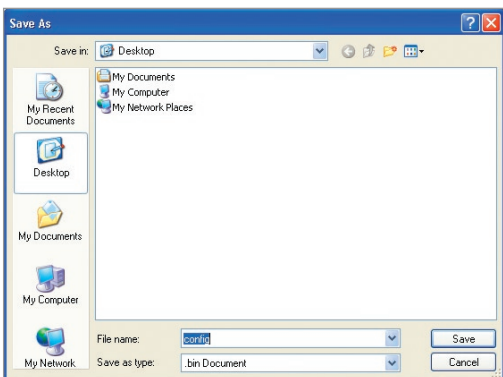 Save As
Save in:
Desktop
My Recent
Documents
Desktop
My Documents
My Computer
My Network
My Documents
My Computer
My Network Places
File name:
config
Save
Save as type:
.bin Document
Cancel